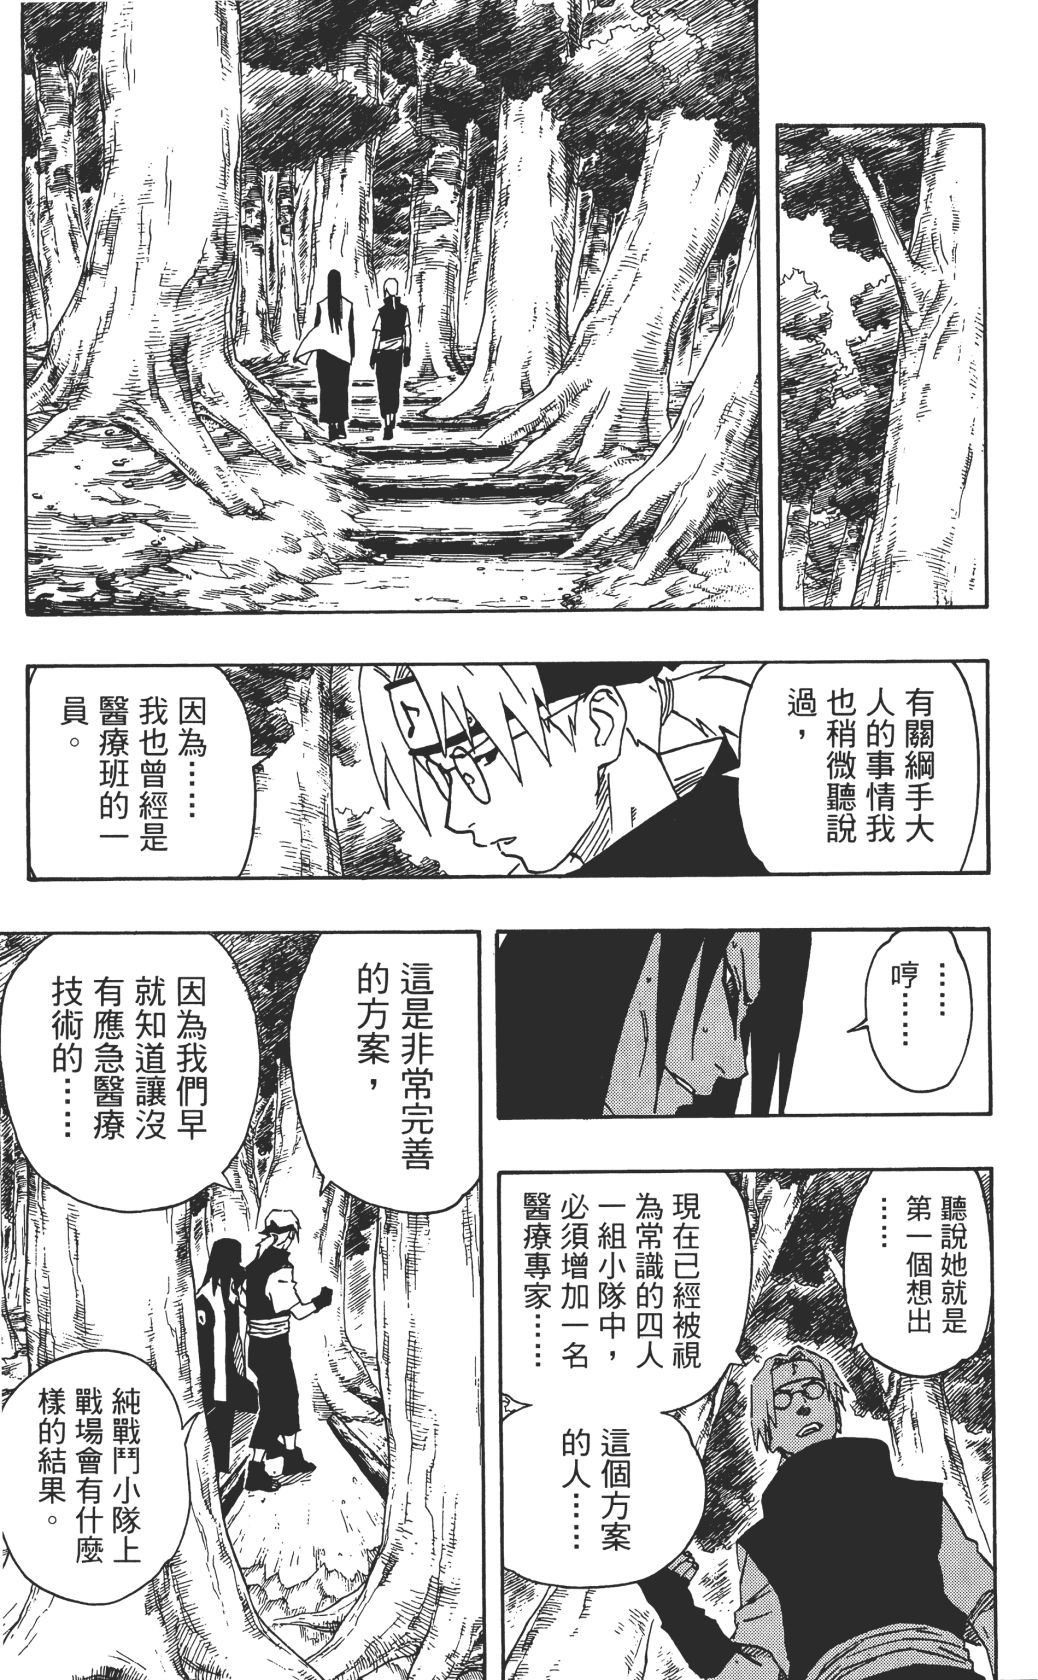 有關綱手大
人的事情我
也稍微聽說
過，
因為……
我也曾經是
醫療班的一
員。
……
哼……
聽說她就是
第一個想出
……
現在已經被視
為常識的四人
一組小隊中，
必須增加一名
醫療專家……
這個方案
的人……
這是非常完善
的方案，
因為我們早
就知道讓沒
有應急醫療
技術的……
純戰鬥小隊上
戰場會有什麼
樣的結果。